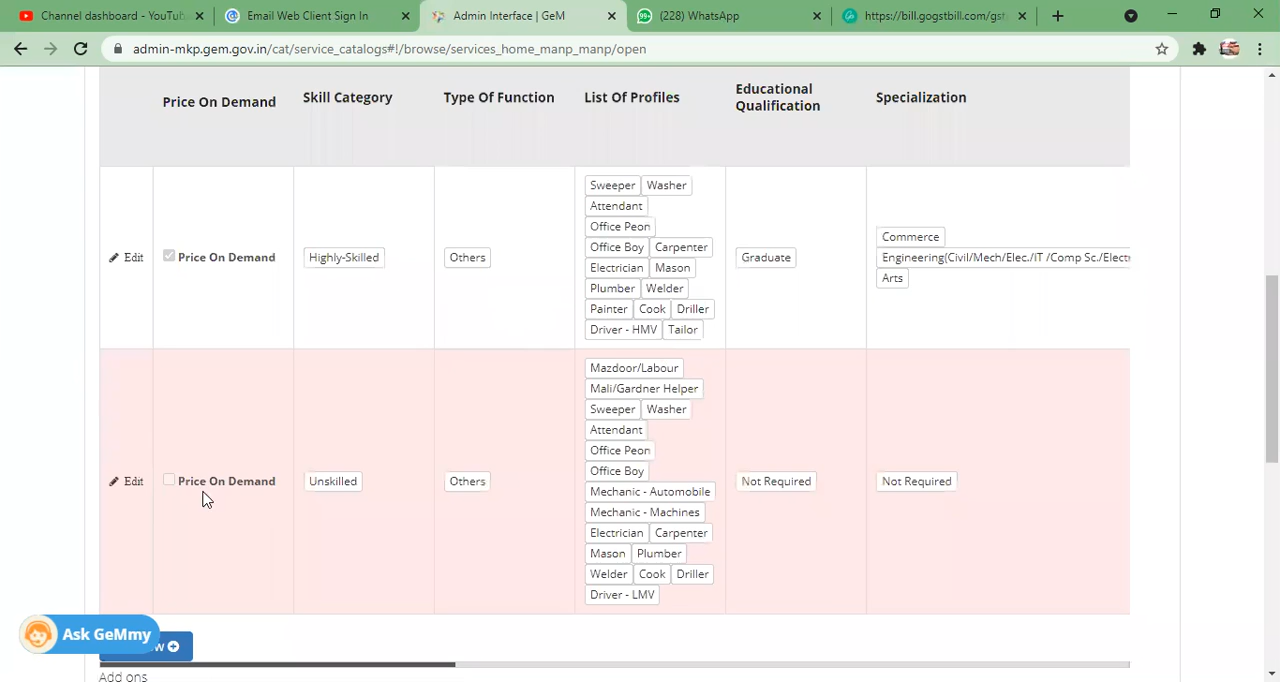 Channel dashboard - YouTub
Email Web Client Sign In
Admin Interface | GeM
99+
(228) WhatsApp
https://bill.gogstbill.com/gst
admin-mkp.gem.gov.in/cat/service_catalogs#!/browse/services_home_manp_manp/open
Price On Demand
Skill Category
Type Of Function
List Of Profiles
Educational
Qualification
Specialization
Edit
Price On Demand
Highly-Skilled
Others
Sweeper Washer
Attendant
Office Peon
Office Boy Carpenter
Electrician Mason
Plumber Welder
Painter Cook Driller
Driver - HMV Tailor
Graduate
Commerce
Engineering(Civil/Mech/Elec./IT /Comp Sc./Electr
Arts
Edit
Price On Demand
Unskilled
Others
Mazdoor/Labour
Mali/Gardner Helper
Sweeper Washer
Attendant
Office Peon
Office Boy
Mechanic - Automobile
Mechanic - Machines
Electrician Carpenter
Mason Plumber
Welder Cook Driller
Driver - LMV
Not Required
Not Required
Ask GeMmy
Add ons